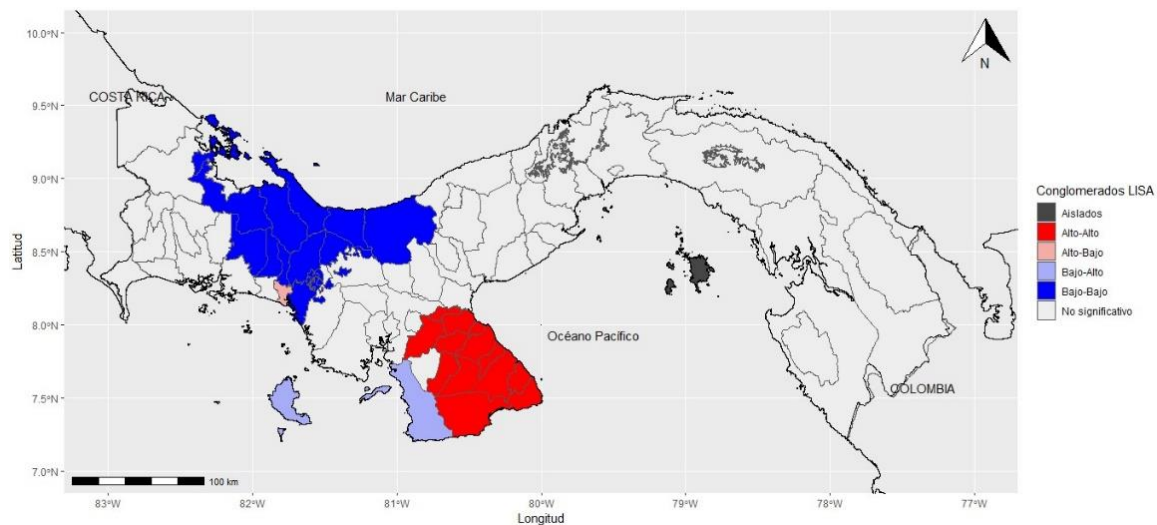 10.0°N
9.5°N
9.0°N
8.5°N
8.0°N
7.5°N
7.0°N
Latitud
COSTA RICA
Mar Caribe
N
Océano Pacífico
COLOMBIA
100 km
83°W
82°W
81°W
80°W
79°W
78°W
77°W
Longitud
Conglomerados LISA
Aislados
Alto-Alto
Alto-Bajo
Bajo-Alto
Bajo-Bajo
No significativo